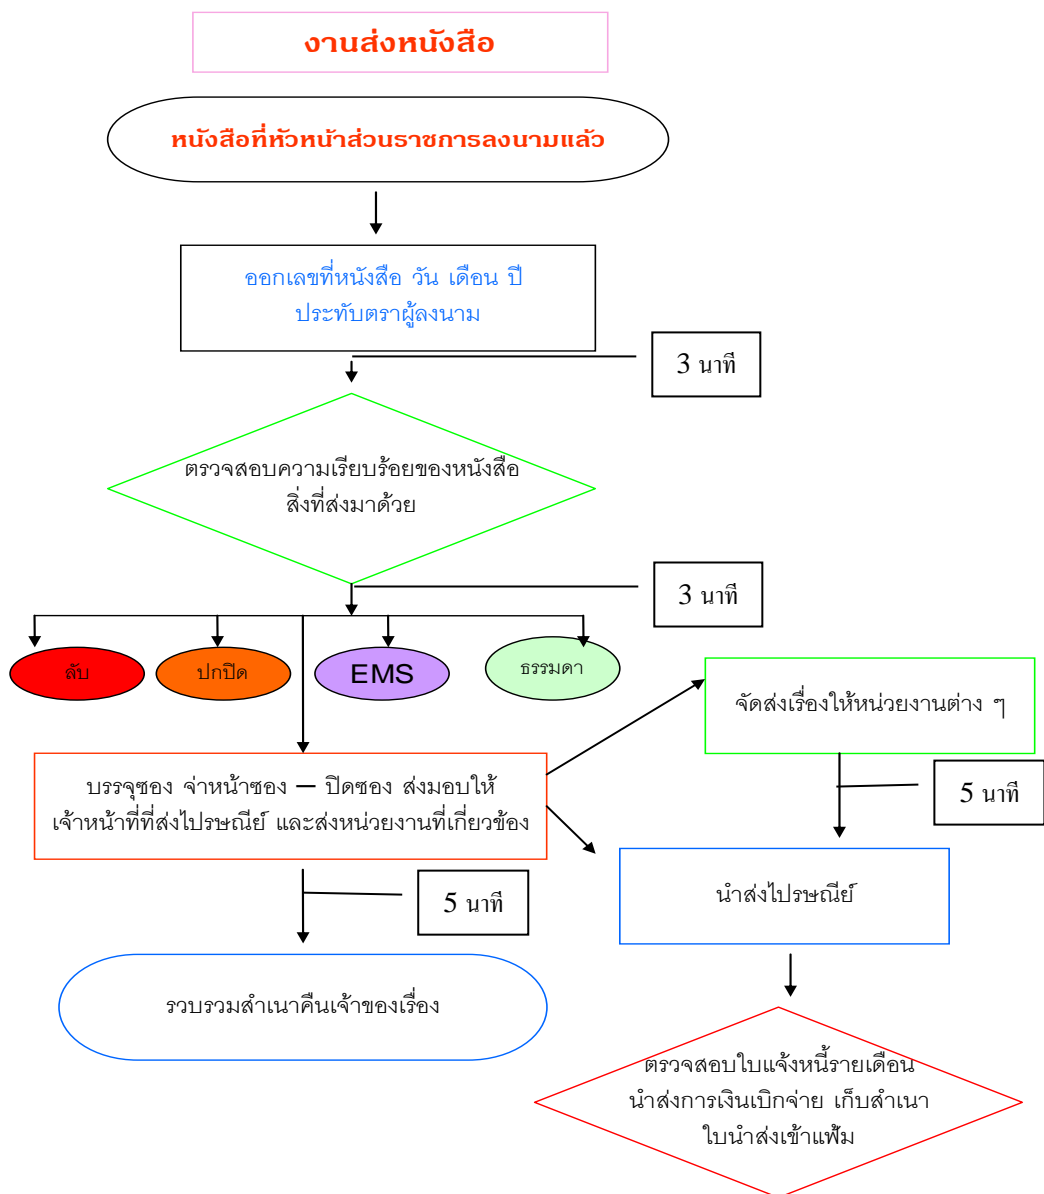 งานส่งหนังสือ
หนังสือที่หัวหน้าส่วนราชการลงนามแล้ว
ออกเลขที่หนังสือ วัน เดือน ปี
ประทับตราผู้ลงนาม
3 นาที
ตรวจสอบความเรียบร้อยของหนังสือ
สิ่งที่ส่งมาด้วย
3 นาที
ลับ
ปกปิด
EMS
ธรรมดา
จัดส่งเรื่องให้หน่วยงานต่าง ๆ
บรรจุซอง จ่าหน้าซอง – ปิดซอง ส่งมอบให้
เจ้าหน้าที่ที่ส่งไปรษณีย์ และส่งหน่วยงานที่เกี่ยวข้อง
5 นาที
นำส่งไปรษณีย์
5 นาที
รวบรวมสำเนาคืนเจ้าของเรื่อง
ตรวจสอบใบแจ้งหนี้รายเดือน
นำส่งการเงินเบิกจ่าย เก็บสำเนา
ใบนำส่งเข้าแฟ้ม